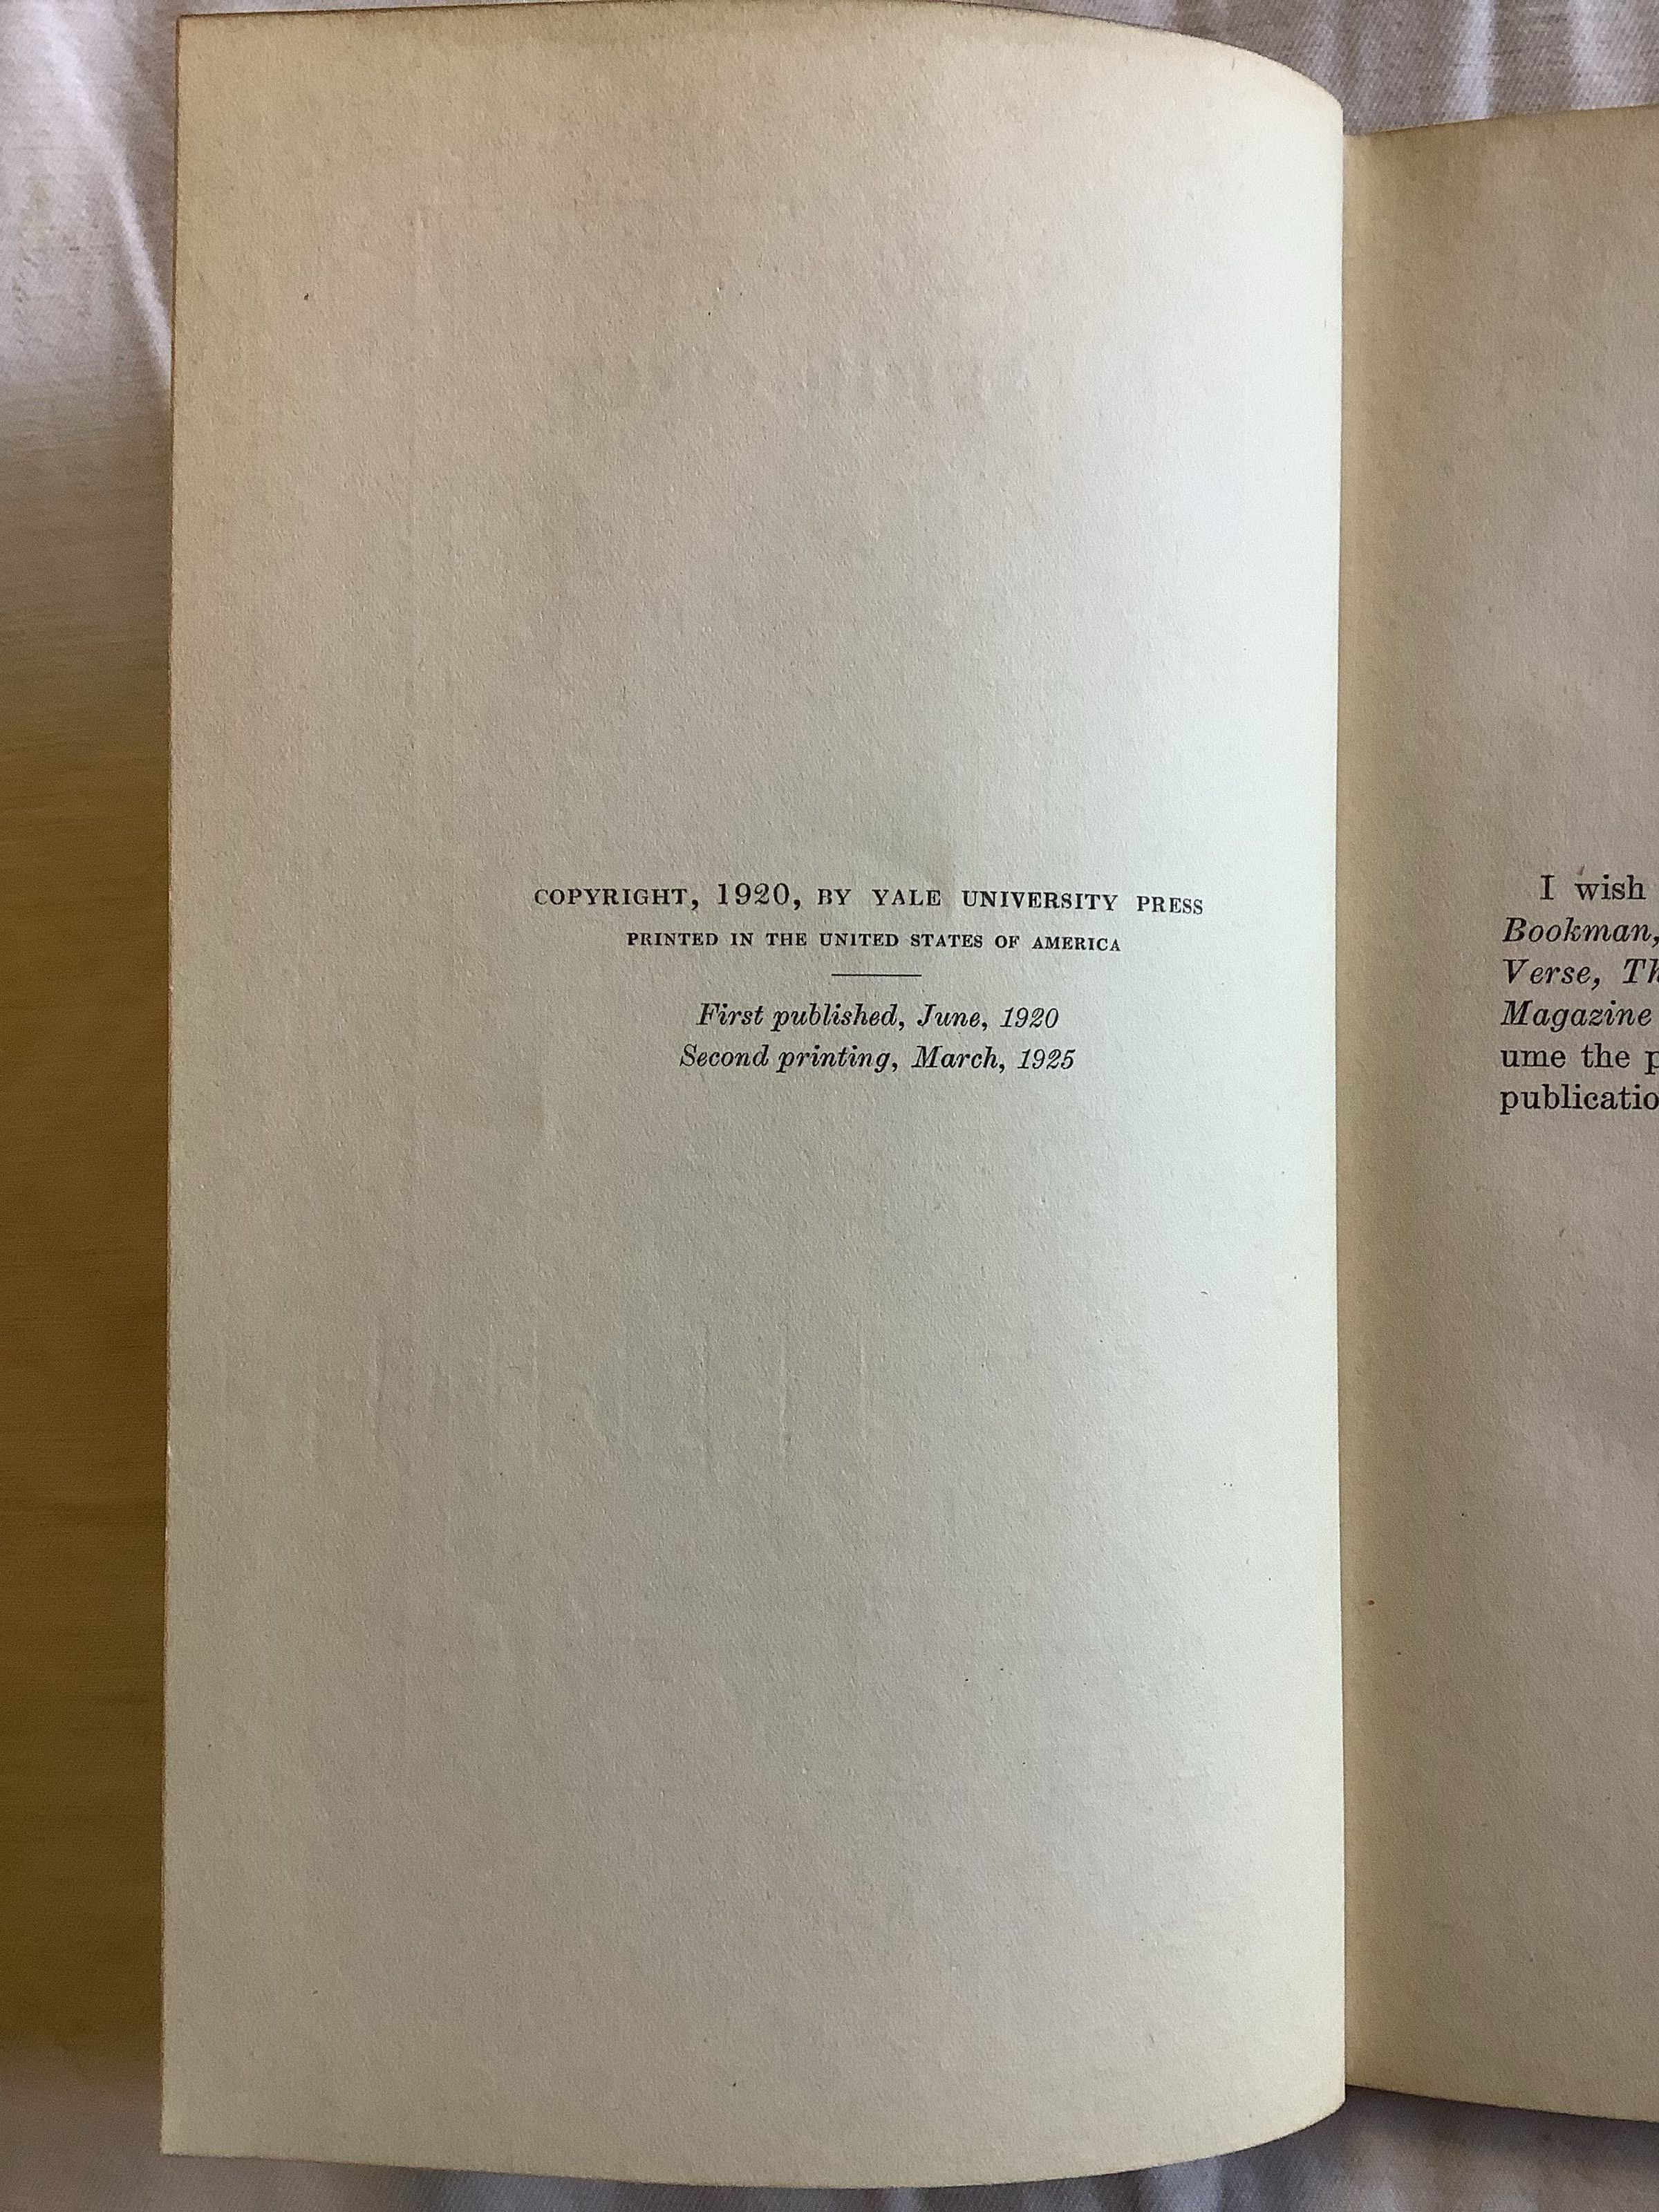 COPYRIGHT, 1920, BY YALE UNIVERSITY PRESS
PRINTED IN THE UNITED STATES OF AMERICA
First published, June, 1920
Second printing, March, 1925
I wish
Bookman,
Verse,
Magazine
ume the